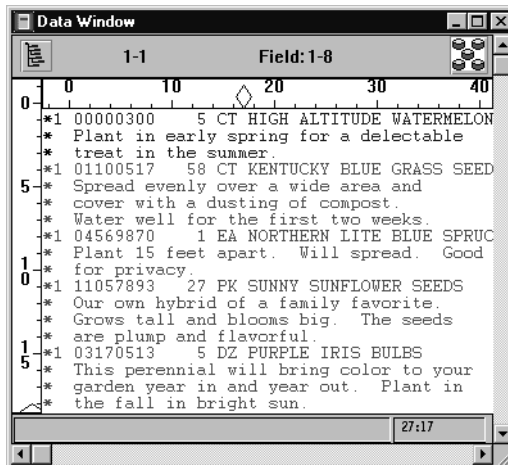 Data Window
1-1 Field: 1-8
0 10 20 30 40
0
*1 00000300 5 CT HIGH ALTITUDE WATERMELON
* Plant in early spring for a delectable
* treat in the summer.
*1 01100517 58 CT KENTUCKY BLUE GRASS SEED
5 * Spread evenly over a wide area and
* cover with a dusting of compost.
* Water well for the first two weeks.
*1 04569870 1 EA NORTHERN LITE BLUE SPRUC
* Plant 15 feet apart. Will spread. Good
10 * for privacy.
*1 11057893 27 PK SUNNY SUNFLOWER SEEDS
* Our own hybrid of a family favorite.
* Grows tall and blooms big. The seeds
* are plump and flavorful.
15 *1 03170513 5 DZ PURPLE IRIS BULBS
* This perennial will bring color to your
* garden year in and year out. Plant in
* the fall in bright sun.
27:17